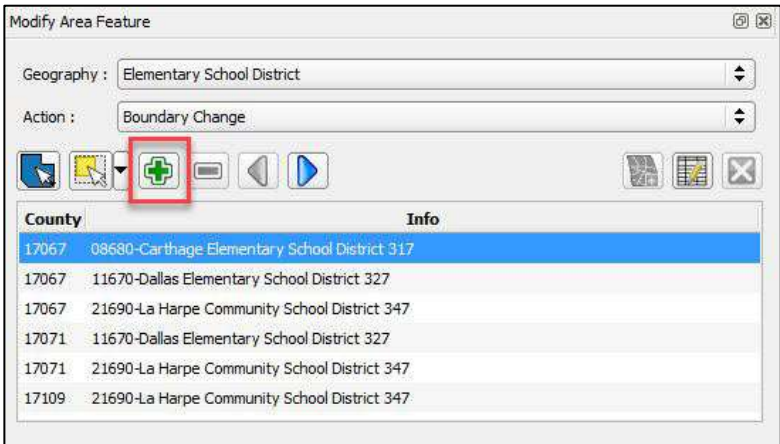 Modify Area Feature
Geography : Elementary School District
Action : Boundary Change
County Info
17067 08680-Carthage Elementary School District 317
17067 11670-Dallas Elementary School District 327
17067 21690-La Harpe Community School District 347
17071 11670-Dallas Elementary School District 327
17071 21690-La Harpe Community School District 347
17109 21690-La Harpe Community School District 347